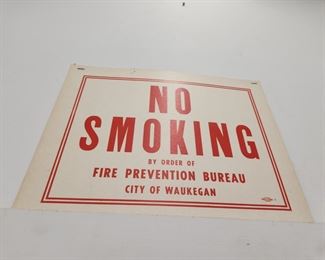 NO
SMOKING
BY ORDER OF
FIRE PREVENTION BUREAU
CITY OF WAUKEGAN